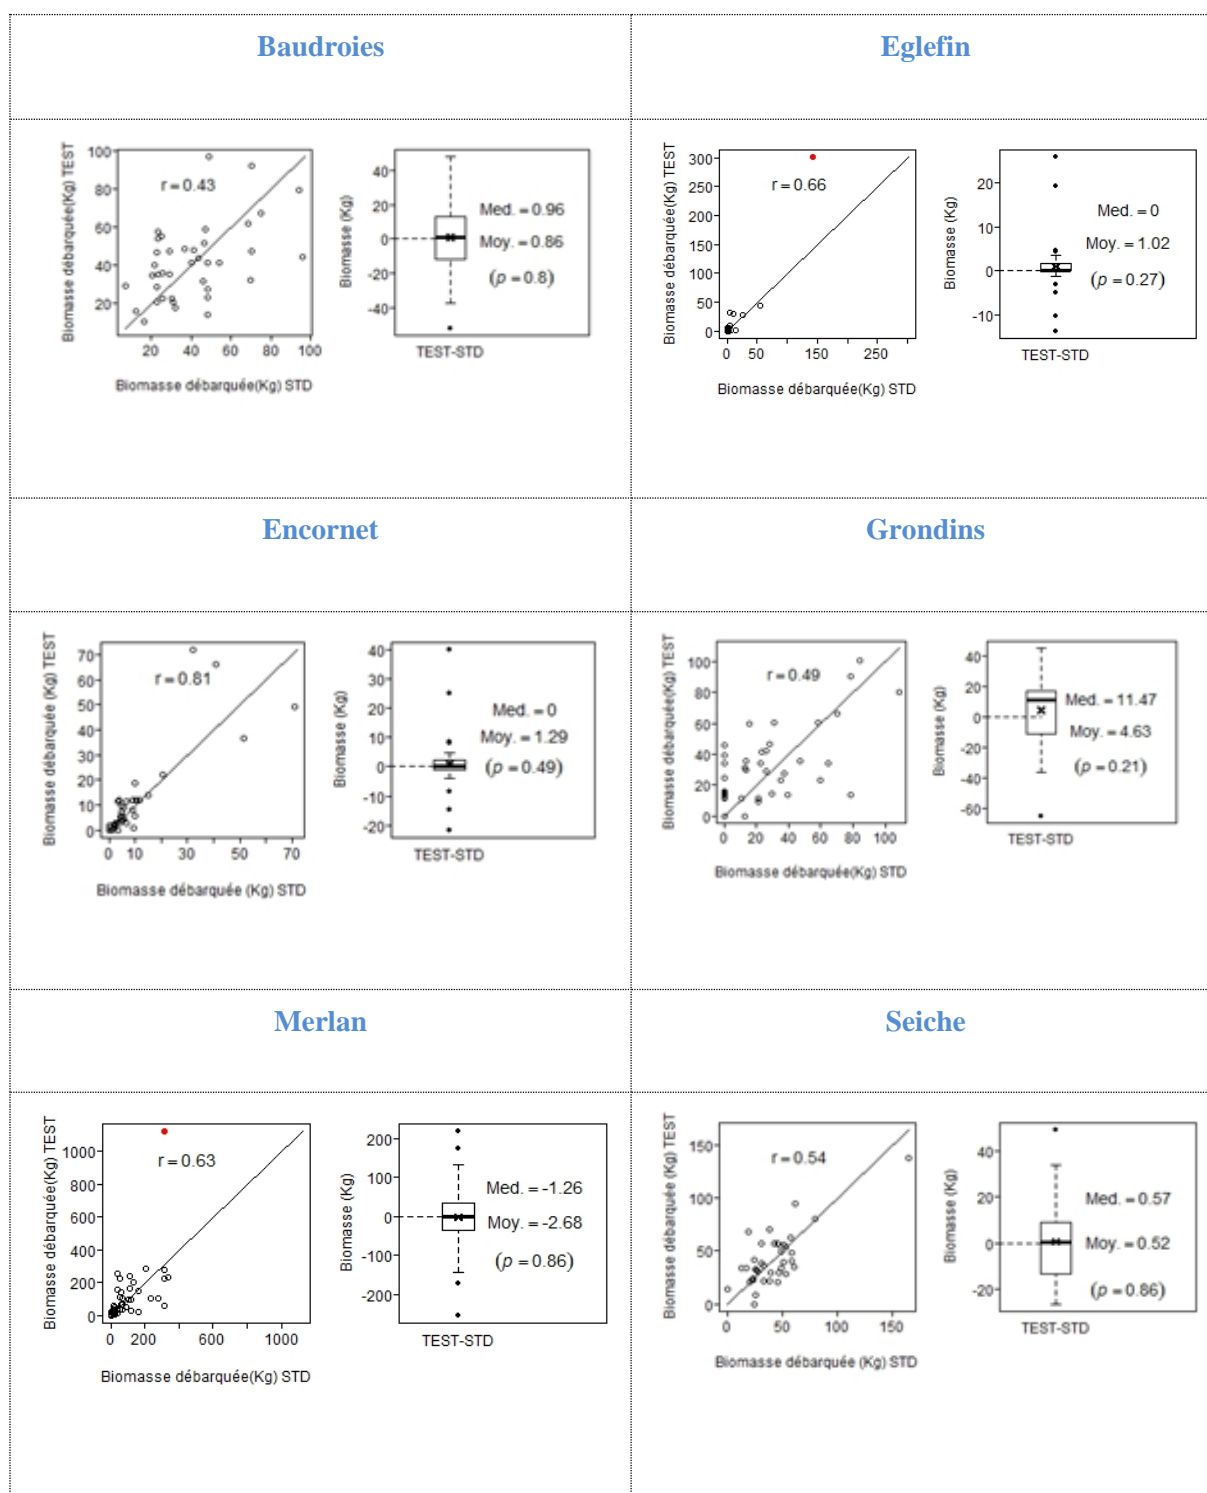 Baudroies
Eglefin
Biomasse débarquée(Kg) TEST
100
80
60
40
20
r = 0.43
20 40 60 80 100
Biomasse débarquée(Kg) STD
Biomasse (Kg)
40
20
0
-20
-40
Med. = 0.96
Moy. = 0.86
(p = 0.8)
TEST-STD
Biomasse débarquée(Kg) TEST
300
250
200
150
100
50
0
r = 0.66
0 50 150 250
Biomasse débarquée(Kg) STD
Biomasse (Kg)
20
10
0
-10
Med. = 0
Moy. = 1.02
(p = 0.27)
TEST-STD
Encornet
Grondins
Biomasse débarquée (Kg) TEST
70
60
50
40
30
20
10
0
r = 0.81
0 10 30 50 70
Biomasse débarquée (Kg) STD
Biomasse (Kg)
40
30
20
10
0
-10
-20
Med. = 0
Moy. = 1.29
(p = 0.49)
TEST-STD
Biomasse débarquée(Kg) TEST
100
80
60
40
20
0
r = 0.49
0 20 40 60 80 100
Biomasse débarquée(Kg) STD
Biomasse (Kg)
40
20
0
-20
-40
-60
Med. = 11.47
Moy. = 4.63
(p = 0.21)
TEST-STD
Merlan
Seiche
Biomasse débarquée(Kg) TEST
1000
800
600
400
200
0
r = 0.63
0 200 600 1000
Biomasse débarquée(Kg) STD
Biomasse (Kg)
200
100
0
-100
-200
Med. = -1.26
Moy. = -2.68
(p = 0.86)
TEST-STD
Biomasse débarquée (Kg) TEST
150
100
50
0
r = 0.54
0 50 100 150
Biomasse débarquée (Kg) STD
Biomasse (Kg)
40
20
0
-20
Med. = 0.57
Moy. = 0.52
(p = 0.86)
TEST-STD